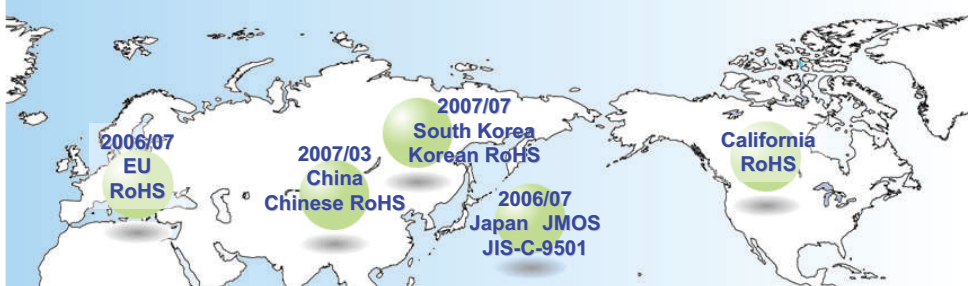 2006/07
EU
RoHS
2007/03
China
Chinese RoHS
2007/07
South Korea
Korean RoHS
2006/07
Japan JMOS
JIS-C-9501
California
RoHS